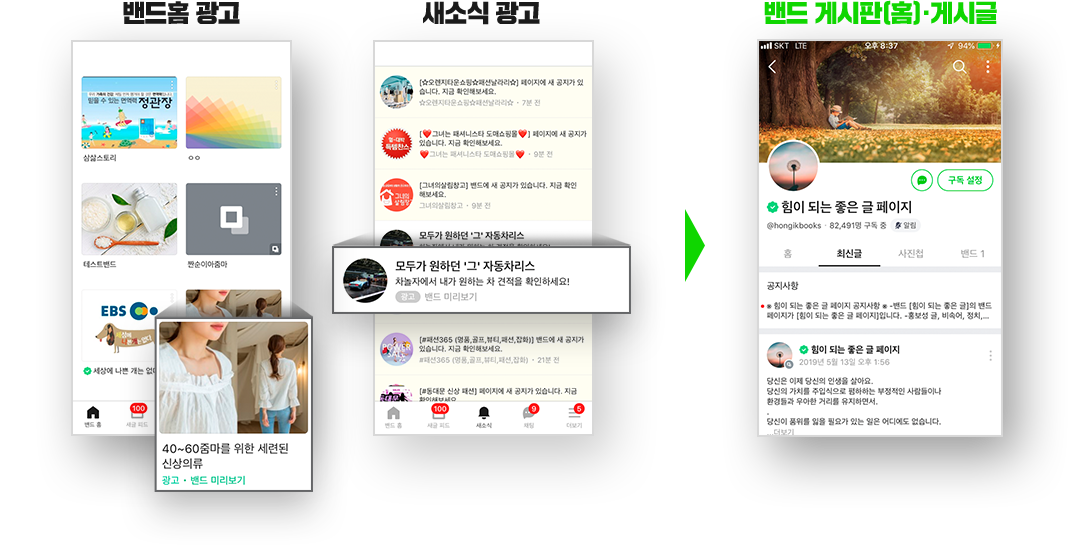 밴드홈 광고
삼삷스토리
ㅇㅇ
테스트밴드
짠순이아줌마
EBS
세상에 나쁜 개는 없다
밴드 홈
100
새글 피드
40~60줌마를 위한 세련된
신상의류
광고 • 밴드 미리보기
새소식 광고
[☆오렌지타운쇼핑☆패션날라리☆] 페이지에 새 공지가 있
습니다. 지금 확인해보세요.
☆오렌지타운쇼핑☆패션날라리☆ • 7분 전
[❤️그녀는 패셔니스타 도매쇼핑몰❤️] 페이지에 새 공지가
있습니다. 지금 확인해보세요.
❤️그녀는 패셔니스타 도매쇼핑몰❤️ • 9분 전
[그녀의살림창고] 밴드에 새 공지가 있습니다. 지금 확인
해보세요.
그녀의살림창고 • 9분 전
모두가 원하던 '그' 자동차리스
모두가 원하던 '그' 자동차리스
차놀자에서 내가 원하는 차 견적을 확인하세요!
광고 밴드 미리보기
[#패션365 (명품,골프,뷰티,패션,잡화)] 밴드에 새 공지가 있
습니다. 지금 확인해보세요.
#패션365 (명품,골프,뷰티,패션,잡화) • 21분 전
[#동대문 신상 패션] 페이지에 새 공지가 있습니다. 지금
확인해보세요.
밴드 홈
100
새글 피드
새소식
9
채팅
5
더보기
밴드 게시판(홈)·게시글
SKT LTE 오후 8:37 94%
구독 설정
힘이 되는 좋은 글 페이지
@hongikbooks · 82,491명 구독 중 알림
홈 최신글 사진첩 밴드 1
공지사항
※ 힘이 되는 좋은 글 페이지 공지사항 ※ -밴드 [힘이 되는 좋은 글]의 밴드
페이지가 [힘이 되는 좋은 글 페이지]입니다. -홍보성 글, 비속어, 정치,...
힘이 되는 좋은 글 페이지
2019년 5월 13일 오후 1:56
당신은 이제 당신의 인생을 살아요.
당신의 가치를 주입식으로 폄하하는 부정적인 사람들이나
환경들과 우아한 거리를 유지하면서.
.
당신이 품위를 잃을 필요가 있는 일은 어디에도 없습니다.
...더보기